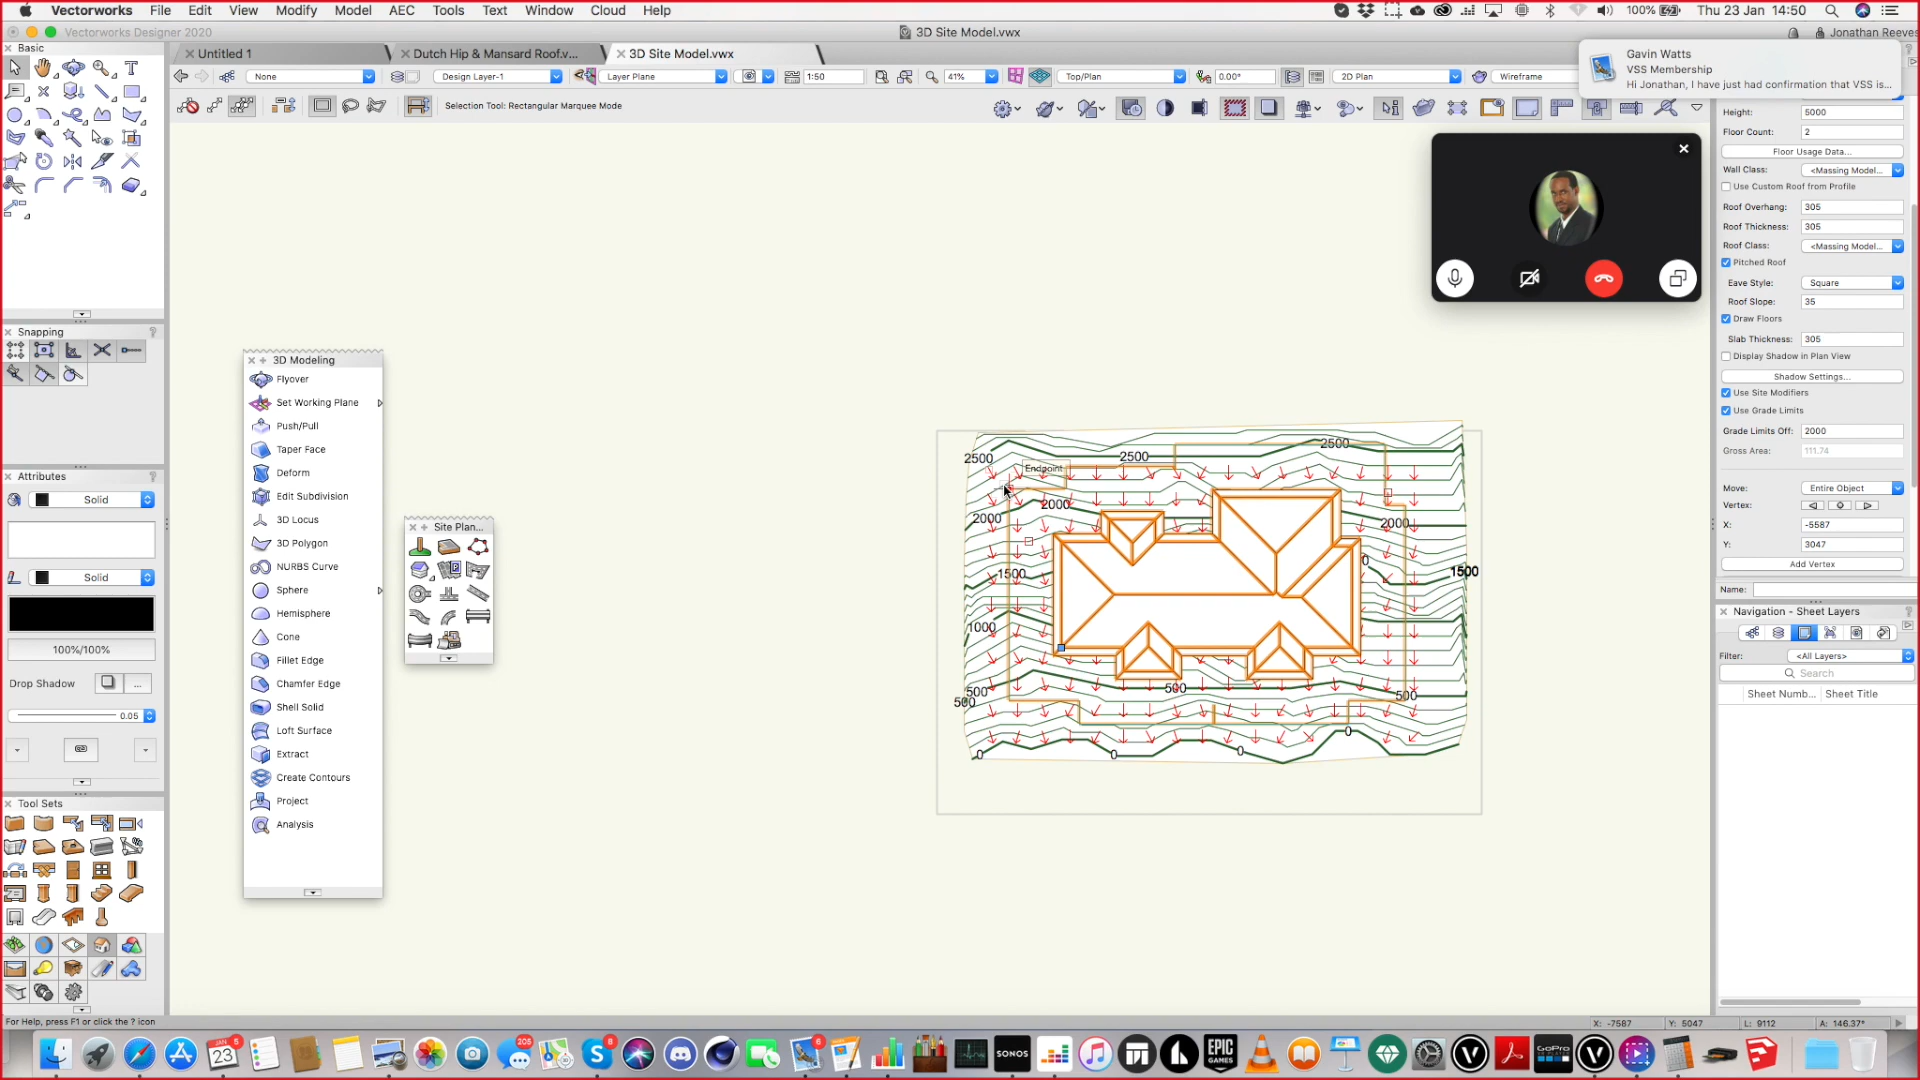 Vectorworks File Edit View Modify Model AEC Tools Text Window Cloud Help
100% Thu 23 Jan 14:50
Vectorworks Designer 2020
3D Site Model.vwx
Jonathan Reeves
Basic
Untitled 1
Dutch Hip & Mansard Roof.v...
3D Site Model.vwx
Gavin Watts
VSS Membership
Hi Jonathan, I have just had confirmation that VSS is...
None
Design Layer-1
Layer Plane
1:50
41%
Top/Plan
0.00°
2D Plan
Wireframe
Selection Tool: Rectangular Marquee Mode
Height: 5000
Floor Count: 2
Floor Usage Data...
Wall Class: <Massing Model...
Use Custom Roof from Profile
Roof Overhang: 305
Roof Thickness: 305
Roof Class: <Massing Model...
Pitched Roof
Eave Style: Square
Roof Slope: 35
Draw Floors
Slab Thickness: 305
Display Shadow in Plan View
Shadow Settings...
Use Site Modifiers
Use Grade Limits
Grade Limits Off: 2000
Gross Area: 111.74
Move: Entire Object
Vertex:
X: -5587
Y: 3047
Add Vertex
Name:
Navigation - Sheet Layers
Filter: <All Layers>
Search
Sheet Numb... Sheet Title
Snapping
Attributes
Solid
Solid
100%/100%
Drop Shadow ...
0.05
Tool Sets
3D Modeling
Flyover
Set Working Plane
Push/Pull
Taper Face
Deform
Edit Subdivision
3D Locus
3D Polygon
NURBS Curve
Sphere
Hemisphere
Cone
Fillet Edge
Chamfer Edge
Shell Solid
Loft Surface
Extract
Create Contours
Project
Analysis
Site Plan...
2500
2500
2500
Endpoint
2000
2000
2000
0
1500
1500
1000
500
500
500
500
0
0
0
0
For Help, press F1 or click the ? icon
X: -7587 Y: 5047 L: 9112 A: 146.37°
JAN
23
5
205
8
6
SONOS
EPIC
GAMES
GoPro